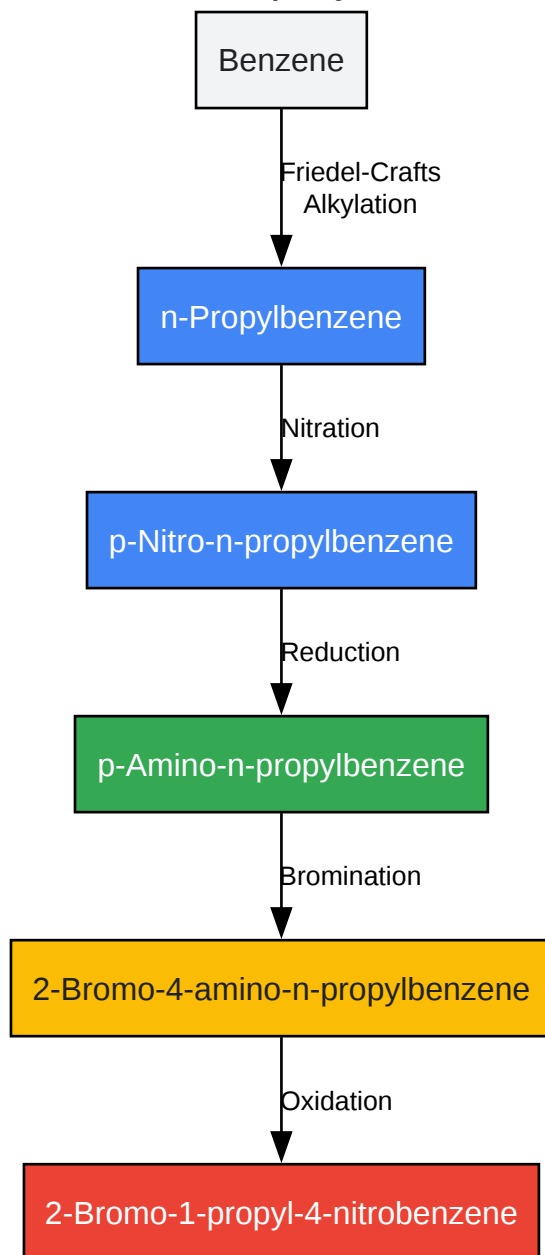 Benzene
Friedel-Crafts
Alkylation
n-Propylbenzene
Nitration
p-Nitro-n-propylbenzene
Reduction
p-Amino-n-propylbenzene
Bromination
2-Bromo-4-amino-n-propylbenzene
Oxidation
2-Bromo-1-propyl-4-nitrobenzene